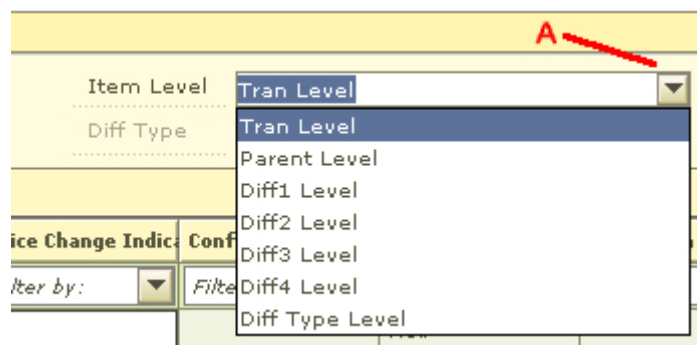 A
Item Level Tran Level
Diff Type Tran Level
Parent Level
Diff1 Level
Diff2 Level
ice Change Indic Conf
Diff3 Level
lter by: Filte Diff4 Level
Diff Type Level